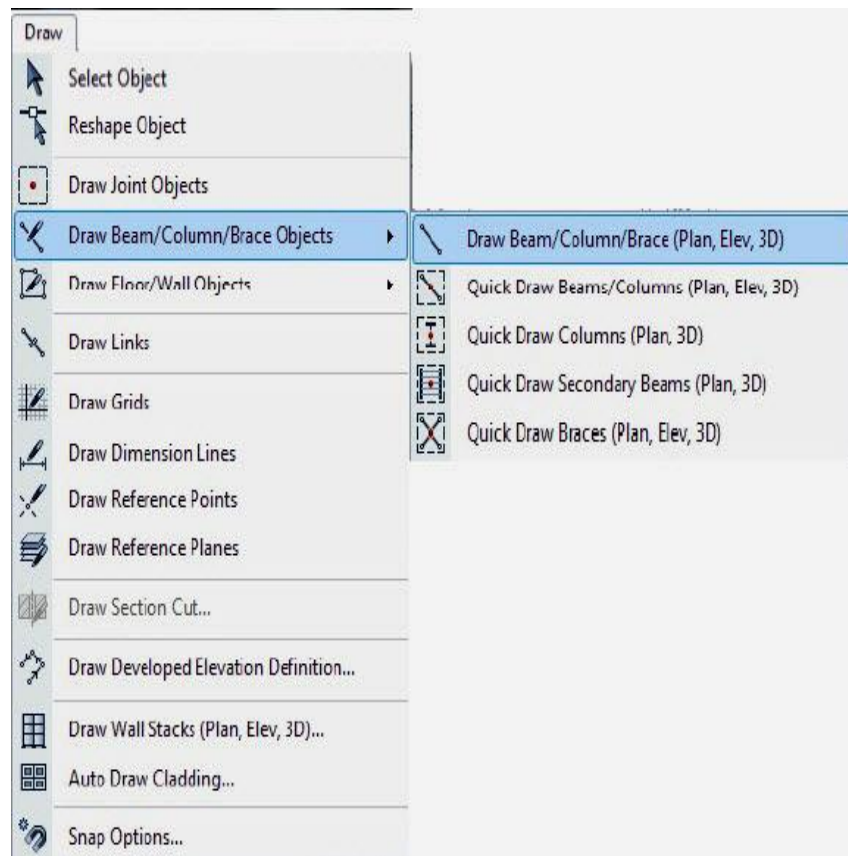 Draw
Select Object
Reshape Object
Draw Joint Objects
Draw Beam/Column/Brace Objects
Draw Floor/Wall Objects
Draw Links
Draw Grids
Draw Dimension Lines
Draw Reference Points
Draw Reference Planes
Draw Section Cut...
Draw Developed Elevation Definition...
Draw Wall Stacks (Plan, Elev, 3D)...
Auto Draw Cladding...
Snap Options...
Draw Beam/Column/Brace (Plan, Elev, 3D)
Quick Draw Beams/Columns (Plan, Elev, 3D)
Quick Draw Columns (Plan, 3D)
Quick Draw Secondary Beams (Plan, 3D)
Quick Draw Braces (Plan, Elev, 3D)